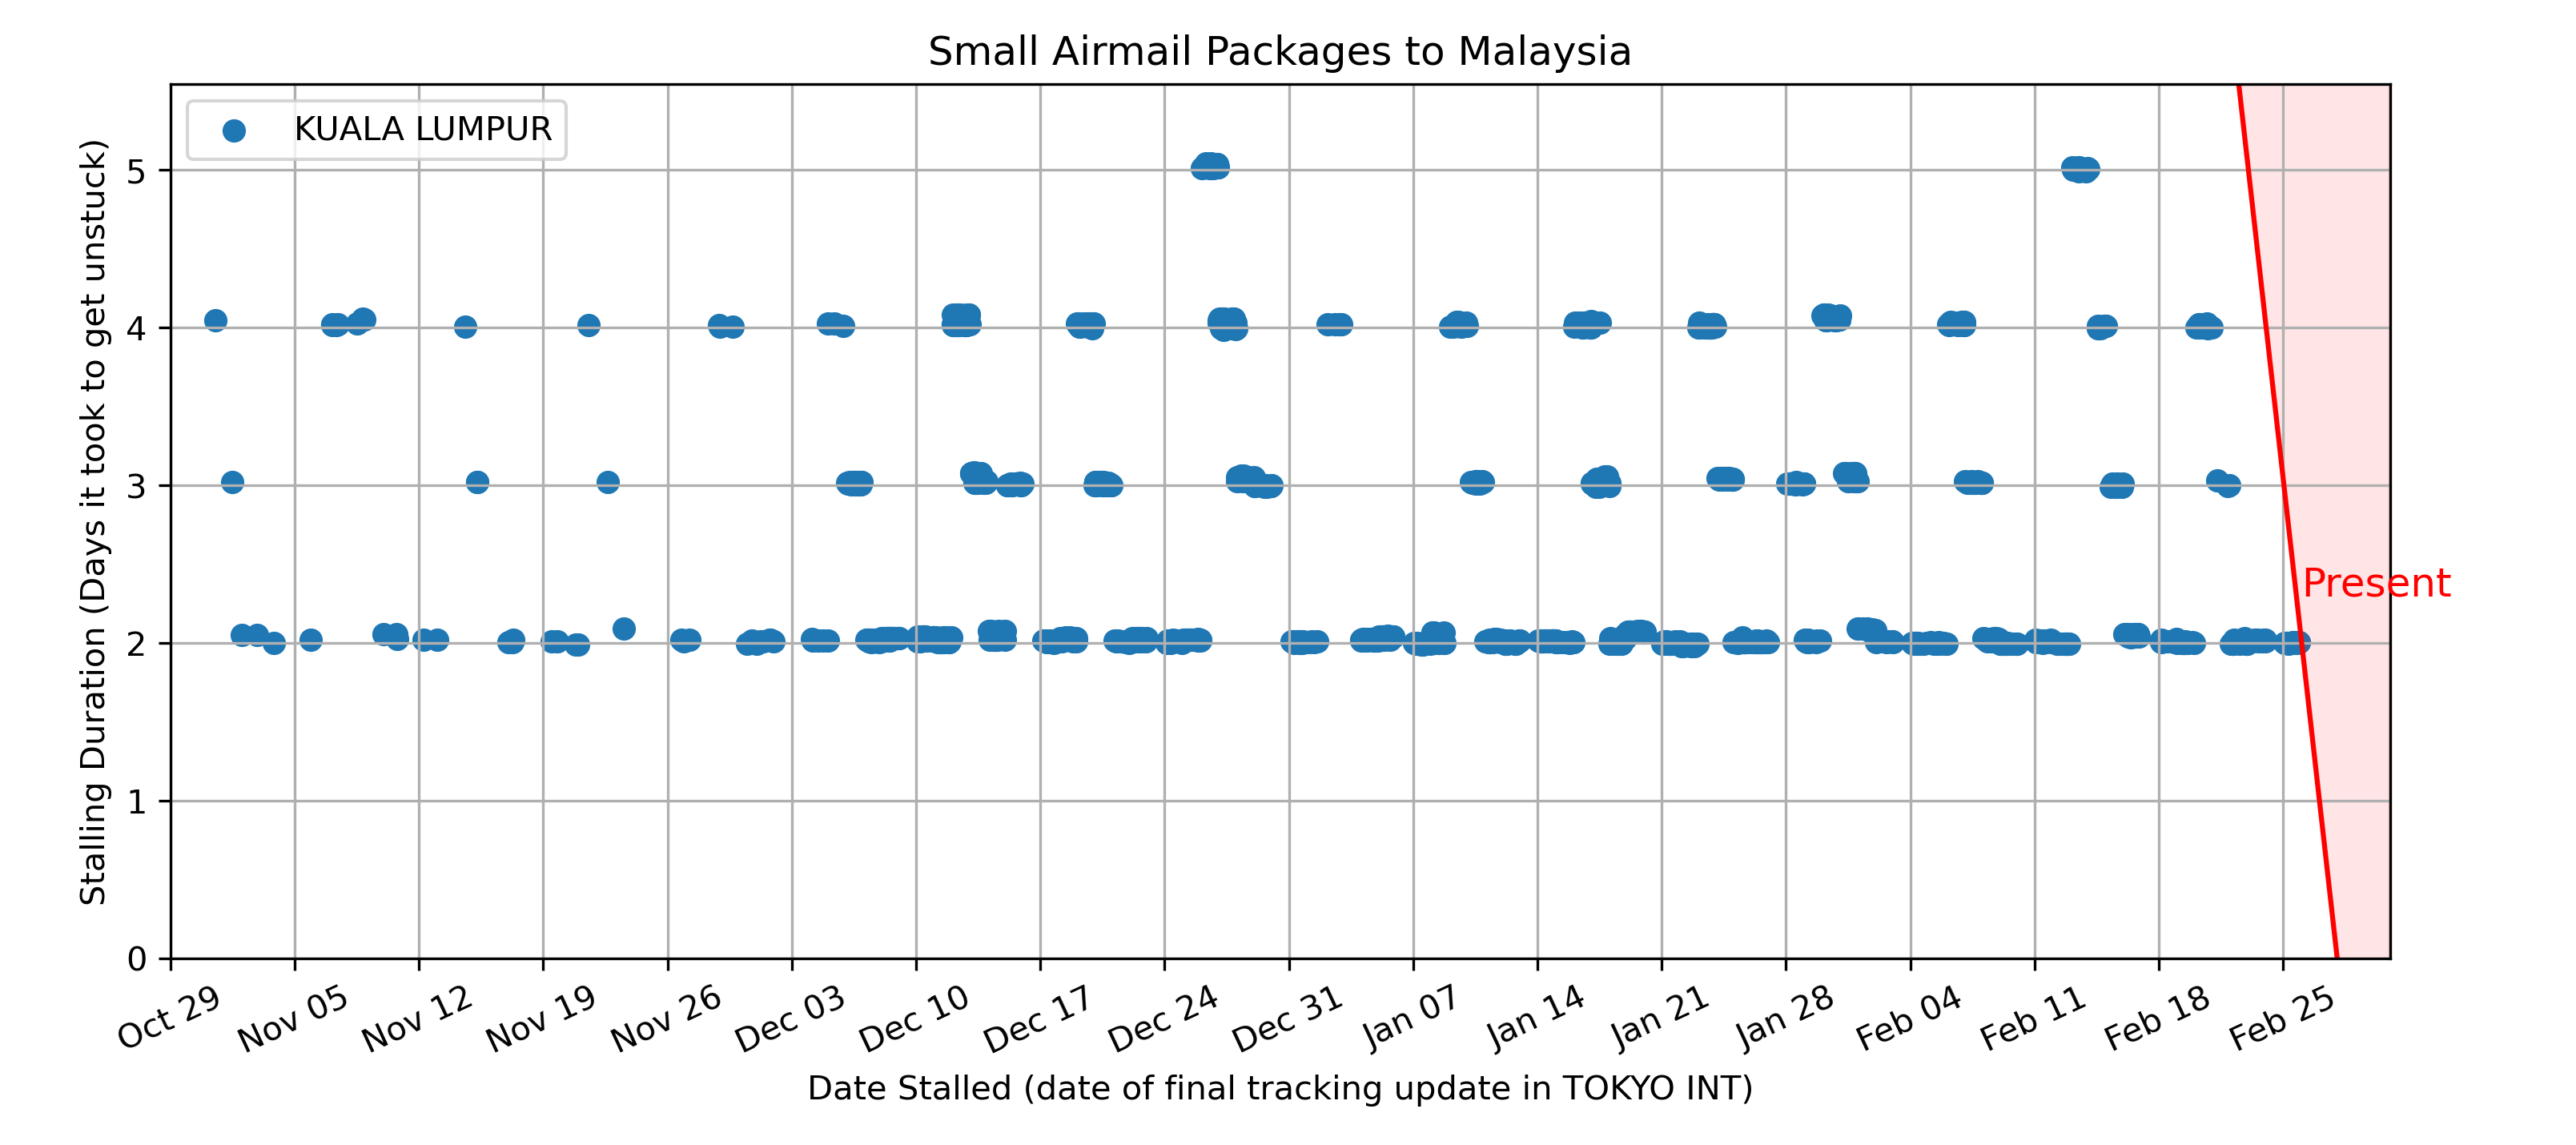 Small Airmail Packages to Malaysia
KUALA LUMPUR
Stalling Duration (Days it took to get unstuck)
5
4
3
2
1
0
Present
Oct 29
Nov 05
Nov 12
Nov 19
Nov 26
Dec 03
Dec 10
Dec 17
Dec 24
Dec 31
Jan 07
Jan 14
Jan 21
Jan 28
Feb 04
Feb 11
Feb 18
Feb 25
Date Stalled (date of final tracking update in TOKYO INT)